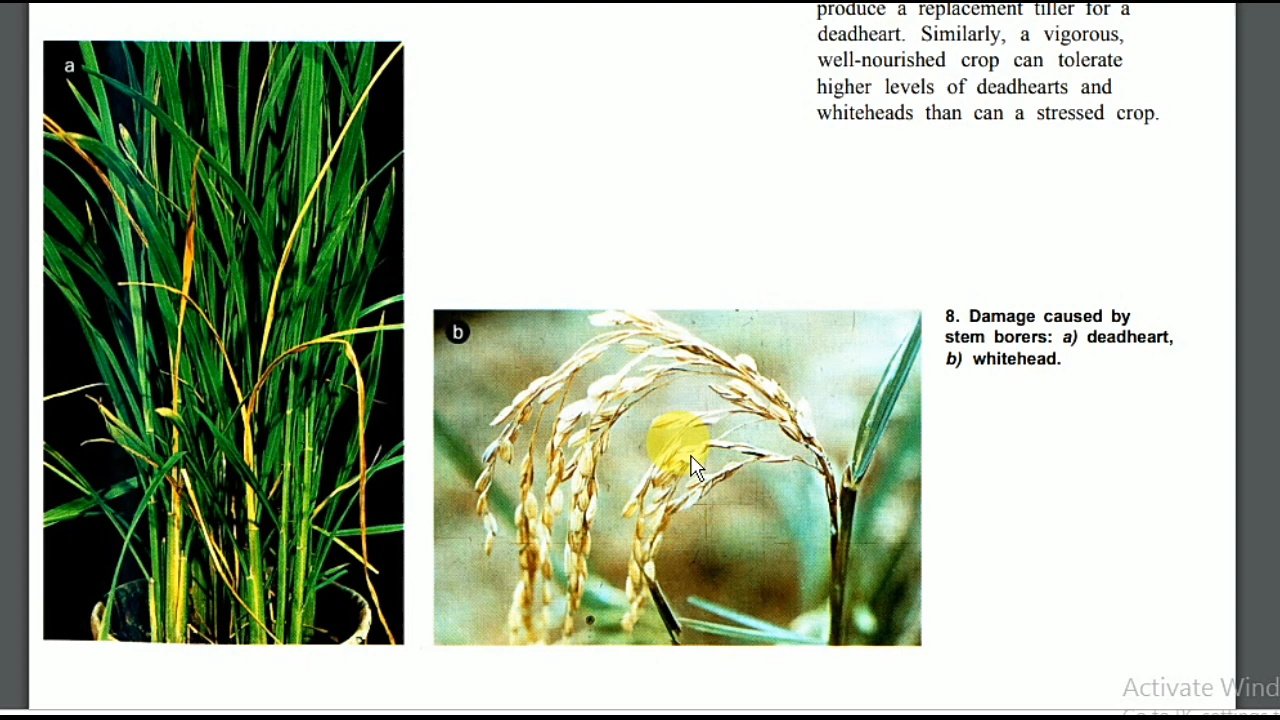 produce a replacement tiller for a
deadheart. Similarly, a vigorous,
well-nourished crop can tolerate
higher levels of deadhearts and
whiteheads than can a stressed crop.
a
b
8. Damage caused by
stem borers: a) deadheart,
b) whitehead.
Activate Wind